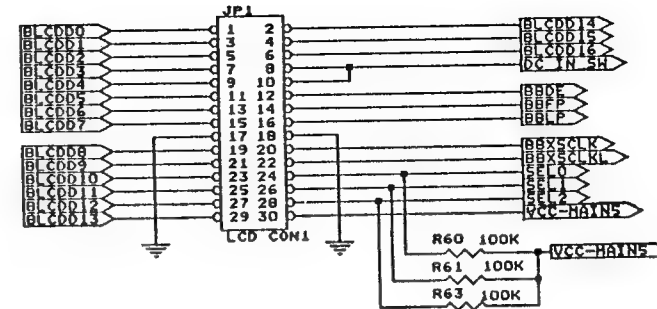 JP1
BLCDD0 1 2 BLCDD14
BLCDD1 3 4 BLCDD15
BLCDD2 5 6 BLCDD16
BLCDD3 7 8 DC IN SW
BLCDD4 9 10
BLCDD5 11 12 BBDE
BLCDD6 13 14 BBFP
BLCDD7 15 16 BBLP
17 18
BLCDD8 19 20 BBXSCLK
BLCDD9 21 22 BBXSCLKL
BLCDD10 23 24 SEL0
BLCDD11 25 26 SEL1
BLCDD12 27 28 SEL2
BLCDD13 29 30 VCC-MAIN5
LCD CON1
R60 100K
VCC-MAIN5
R61 100K
R63 100K